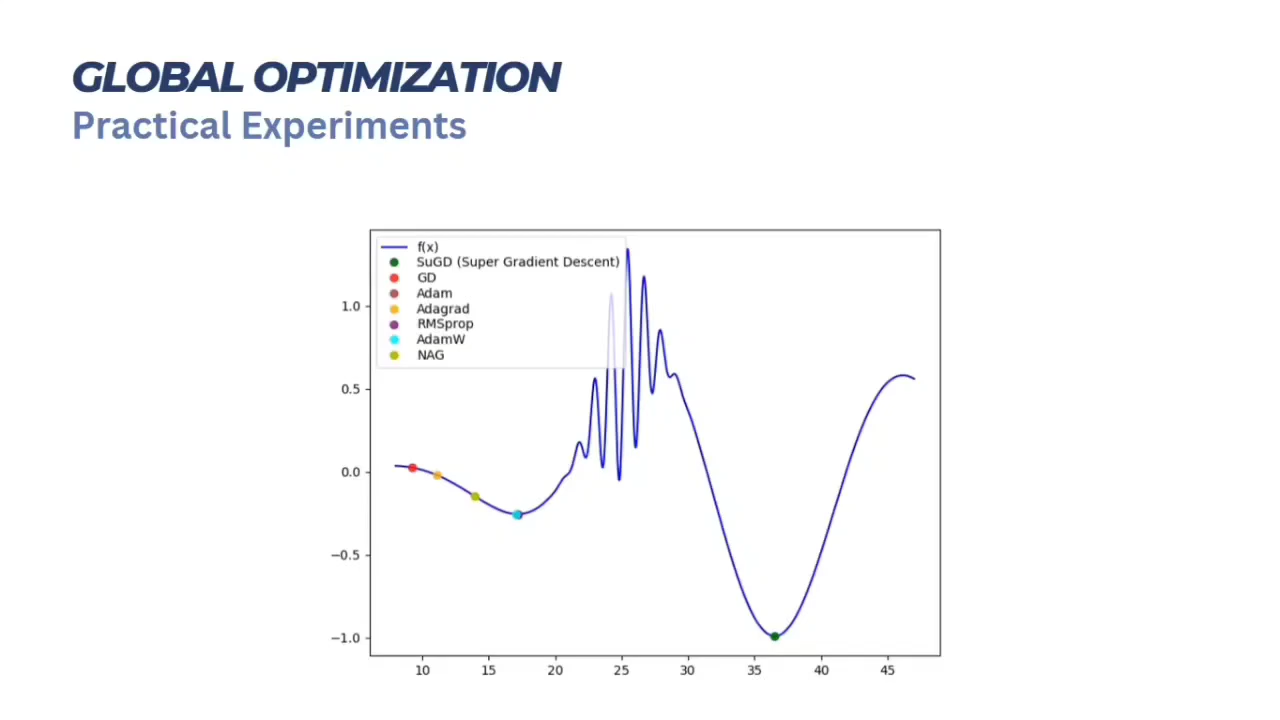 GLOBAL OPTIMIZATION
Practical Experiments
f(x)
SuGD (Super Gradient Descent)
GD
Adam
Adagrad
RMSprop
AdamW
NAG
1.0
0.5
0.0
−0.5
−1.0
10 15 20 25 30 35 40 45